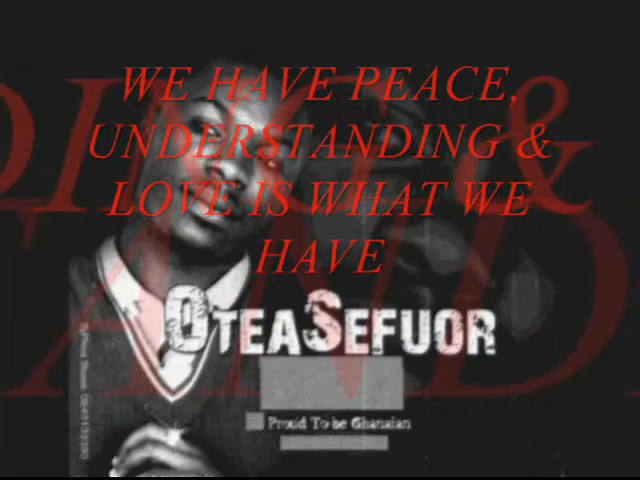 WE HAVE PEACE,
UNDERSTANDING &
LOVE IS WHAT WE
HAVE
OTEASEFUOR
Proud To be Ghanaian